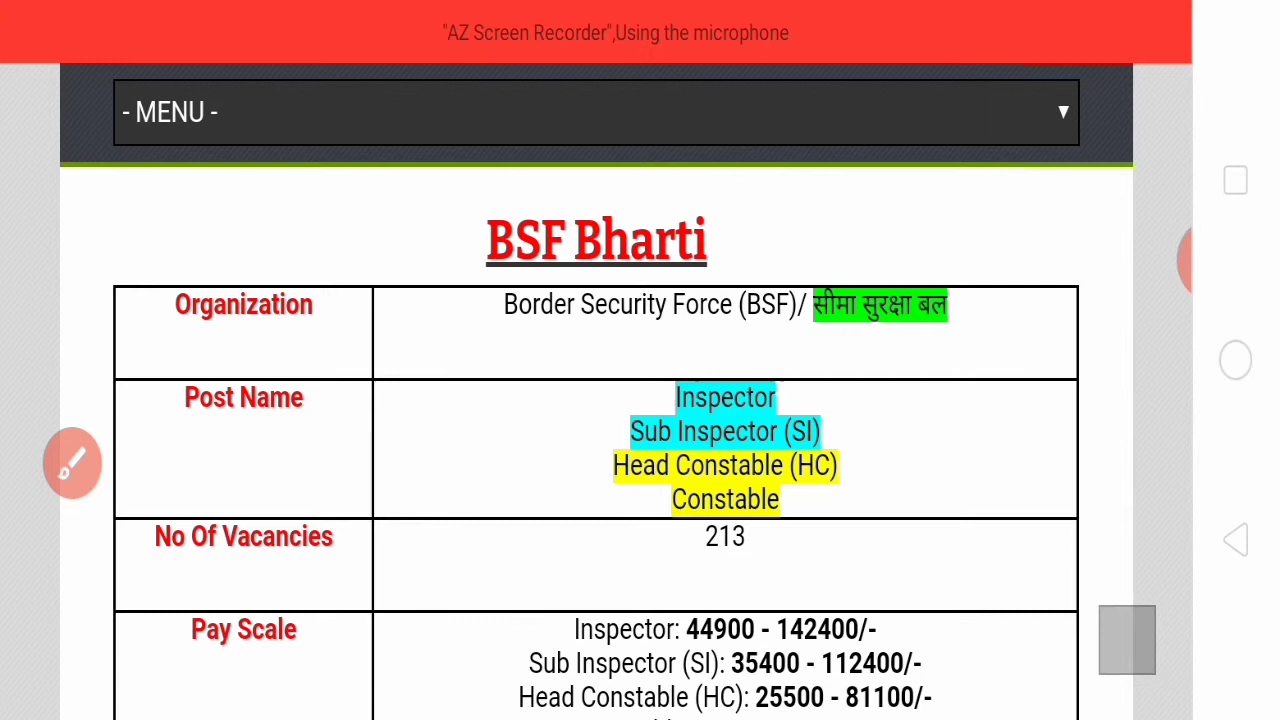 "AZ Screen Recorder",Using the microphone
- MENU -
BSF Bharti
Organization
Border Security Force (BSF)/ सीमा सुरक्षा बल
Post Name
Inspector
Sub Inspector (SI)
Head Constable (HC)
Constable
No Of Vacancies
213
Pay Scale
Inspector: 44900 - 142400/-
Sub Inspector (SI): 35400 - 112400/-
Head Constable (HC): 25500 - 81100/-